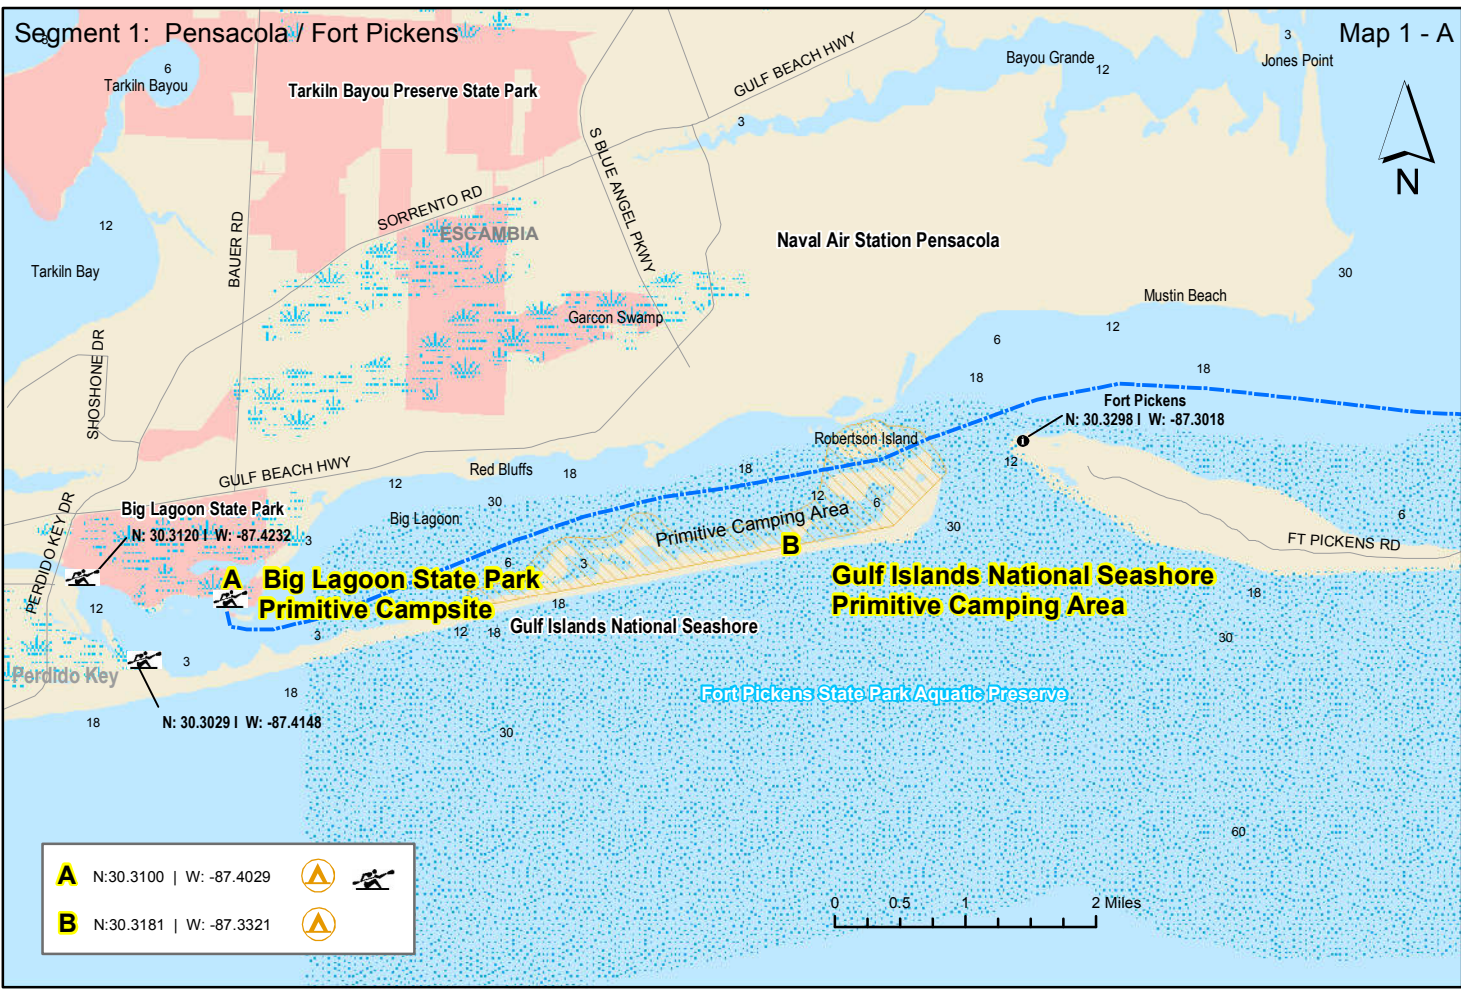 Segment 1: Pensacola / Fort Pickens
Map 1 - A
3
6
Tarkiln Bayou
Tarkiln Bayou Preserve State Park
GULF BEACH HWY
Bayou Grande
12
3
Jones Point
3
N
S BLUE ANGEL PKWY
BAUER RD
SORRENTO RD
ESCAMBIA
12
Tarkiln Bay
Naval Air Station Pensacola
30
Mustin Beach
Garcon Swamp
12
6
SHOSHONE DR
18
18
Fort Pickens
N: 30.3298 I W: -87.3018
Robertson Island
12
GULF BEACH HWY
Red Bluffs
18
18
12
30
12
6
PERDIDO KEY DR
Big Lagoon State Park
N: 30.3120 I W: -87.4232
Big Lagoon
3
Primitive Camping Area
30
6
FT PICKENS RD
B
6
3
A Big Lagoon State Park
Primitive Campsite
Gulf Islands National Seashore
Primitive Camping Area
12
18
18
3
12
18
Gulf Islands National Seashore
30
3
Perdido Key
18
Fort Pickens State Park Aquatic Preserve
18
N: 30.3029 I W: -87.4148
30
60
A N:30.3100 | W: -87.4029
B N:30.3181 | W: -87.3321
0 0.5 1 2 Miles